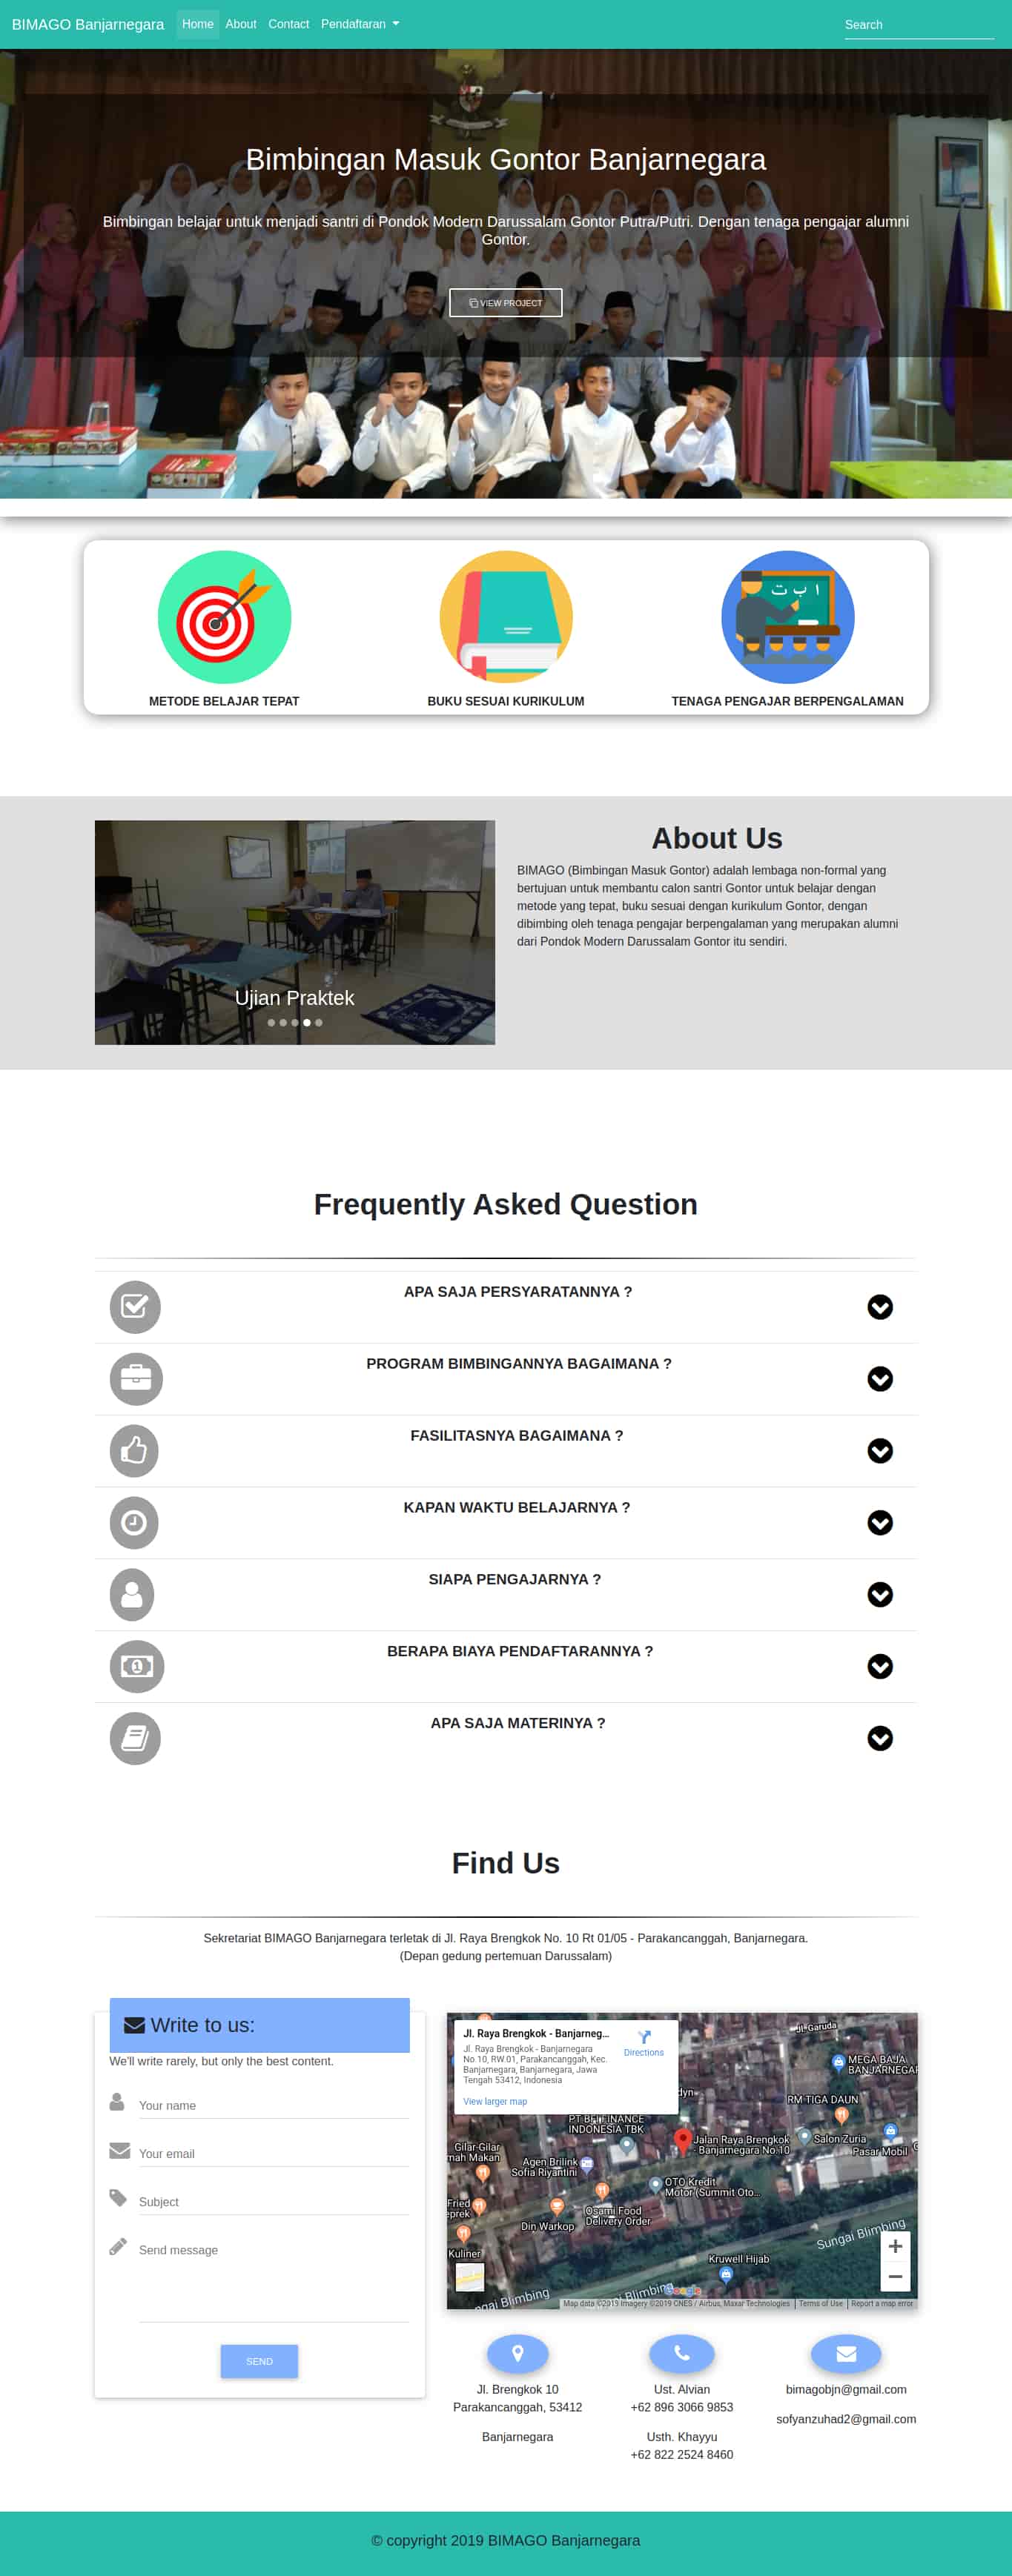 BIMAGO Banjarnegara
Home
About
Contact
Pendaftaran
Search
Bimbingan Masuk Gontor Banjarnegara
Bimbingan belajar untuk menjadi santri di Pondok Modern Darussalam Gontor Putra/Putri. Dengan tenaga pengajar alumni
Gontor.
VIEW PROJECT
ا ب ت
METODE BELAJAR TEPAT
BUKU SESUAI KURIKULUM
TENAGA PENGAJAR BERPENGALAMAN
Ujian Praktek
About Us
BIMAGO (Bimbingan Masuk Gontor) adalah lembaga non-formal yang
bertujuan untuk membantu calon santri Gontor untuk belajar dengan
metode yang tepat, buku sesuai dengan kurikulum Gontor, dengan
dibimbing oleh tenaga pengajar berpengalaman yang merupakan alumni
dari Pondok Modern Darussalam Gontor itu sendiri.
Frequently Asked Question
APA SAJA PERSYARATANNYA ?
PROGRAM BIMBINGANNYA BAGAIMANA ?
FASILITASNYA BAGAIMANA ?
KAPAN WAKTU BELAJARNYA ?
SIAPA PENGAJARNYA ?
BERAPA BIAYA PENDAFTARANNYA ?
APA SAJA MATERINYA ?
Find Us
Sekretariat BIMAGO Banjarnegara terletak di Jl. Raya Brengkok No. 10 Rt 01/05 - Parakancanggah, Banjarnegara.
(Depan gedung pertemuan Darussalam)
Write to us:
We'll write rarely, but only the best content.
Your name
Your email
Subject
Send message
SEND
Jl. Raya Brengkok - Banjarneg...
Jl. Raya Brengkok - Banjarnegara
No.10, RW.01, Parakancanggah, Kec.
Banjarnegara, Banjarnegara, Jawa
Tengah 53412, Indonesia
Directions
View larger map
Jl. Garuda
MEGA BAJA
BANJARNEGAR
RM TIGA DAUN
dyn
PT BFI FINANCE
INDONESIA TBK
Jalan Raya Brengkok
- Banjarnegara No.10
Salon Zuria
Pasar Mobil
Gilar-Gilar
mah Makan
Agen Brilink
Sofia Riyantini
OTO Kredit
Motor (Summit Oto...
Fried
eprek
Osami Food
Delivery Order
Din Warkop
Kuliner
Sungai Blimbing
Kruwell Hijab
ngai Blimbing
i Blimbing
Google
Map data ©2019 Imagery ©2019 CNES / Airbus, Maxar Technologies
Terms of Use
Report a map error
Jl. Brengkok 10
Parakancanggah, 53412
Banjarnegara
Ust. Alvian
+62 896 3066 9853
Usth. Khayyu
+62 822 2524 8460
bimagobjn@gmail.com
sofyanzuhad2@gmail.com
© copyright 2019 BIMAGO Banjarnegara